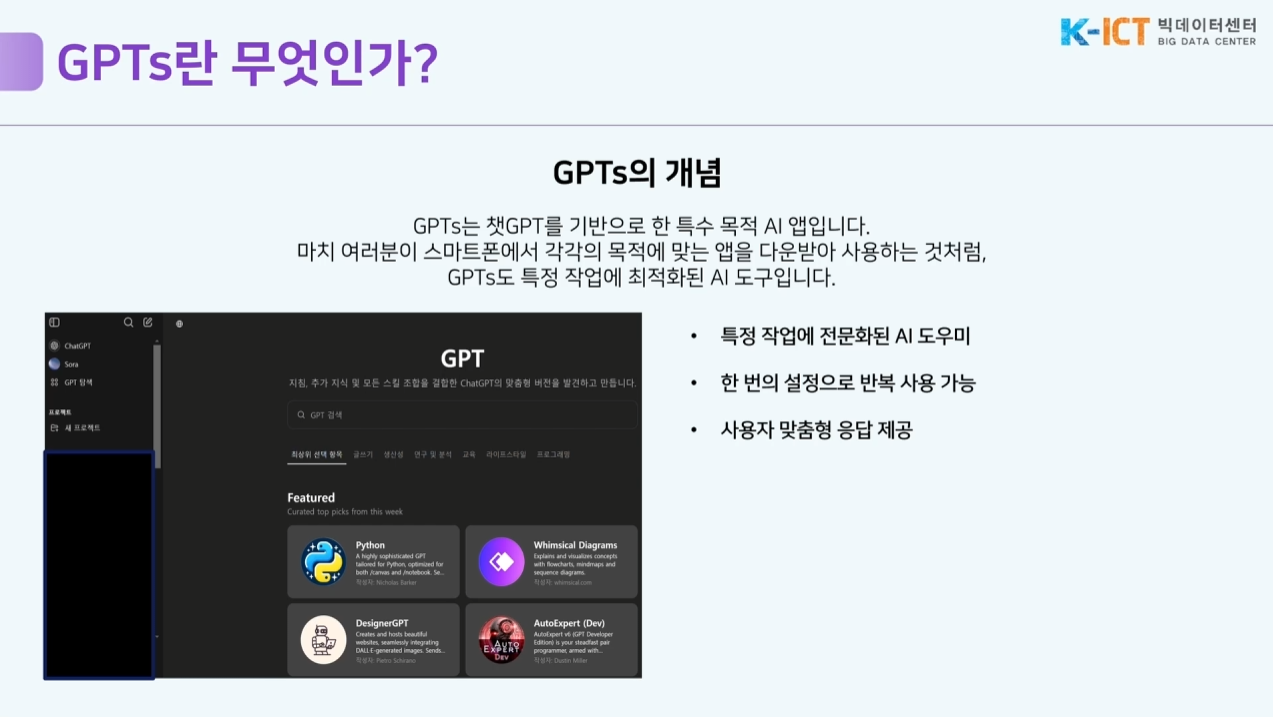 GPTs란 무엇인가?
K-ICT 빅데이터센터
BIG DATA CENTER
GPTs의 개념
GPTs는 챗GPT를 기반으로 한 특수 목적 AI 앱입니다.
마치 여러분이 스마트폰에서 각각의 목적에 맞는 앱을 다운받아 사용하는 것처럼,
GPTs도 특정 작업에 최적화된 AI 도구입니다.
ChatGPT
Sora
GPT 탐색
프로젝트
새 프로젝트
GPT
지침, 추가 지식 및 모든 스킬 조합을 결합한 ChatGPT의 맞춤형 버전을 발견하고 만듭니다.
GPT 검색
최상위 선택 항목 글쓰기 생산성 연구 및 분석 교육 라이프스타일 프로그래밍
Featured
Curated top picks from this week
Python
A highly sophisticated GPT
tailored for Python, optimized for
both /canvas and /notebook. Se...
작성자: Nicholas Barker
Whimsical Diagrams
Explains and visualizes concepts
with flowcharts, mindmaps and
sequence diagrams.
작성자: whimsical.com
DesignerGPT
Creates and hosts beautiful
websites, seamlessly integrating
DALL·E-generated images. Sends...
작성자: Pietro Schirano
AUTO
EXPERT
DEV
AutoExpert (Dev)
AutoExpert v6 (GPT Developer
Edition) is your steadfast pair
programmer, armed with...
작성자: Dustin Miller
• 특정 작업에 전문화된 AI 도우미
• 한 번의 설정으로 반복 사용 가능
• 사용자 맞춤형 응답 제공